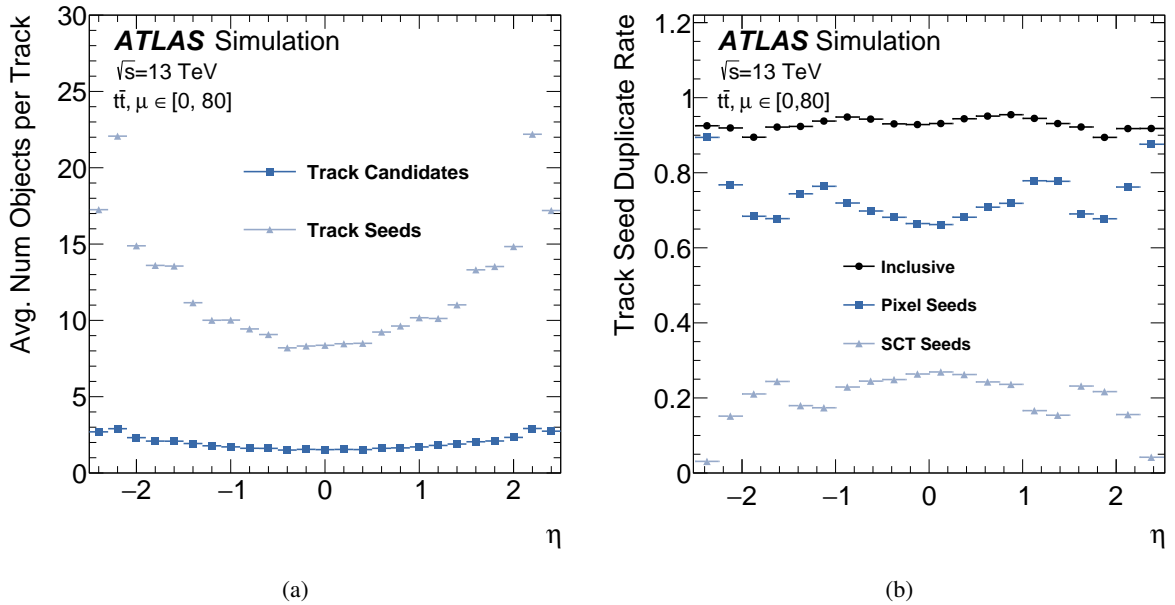 Avg. Num Objects per Track
30
25
20
15
10
5
0
ATLAS Simulation
√s=13 TeV
tt̄, μ ∈ [0, 80]
Track Candidates
Track Seeds
−2
−1
0
1
2
η
(a)
Track Seed Duplicate Rate
1.2
1
0.8
0.6
0.4
0.2
0
ATLAS Simulation
√s=13 TeV
tt̄, μ ∈ [0,80]
Inclusive
Pixel Seeds
SCT Seeds
−2
−1
0
1
2
η
(b)